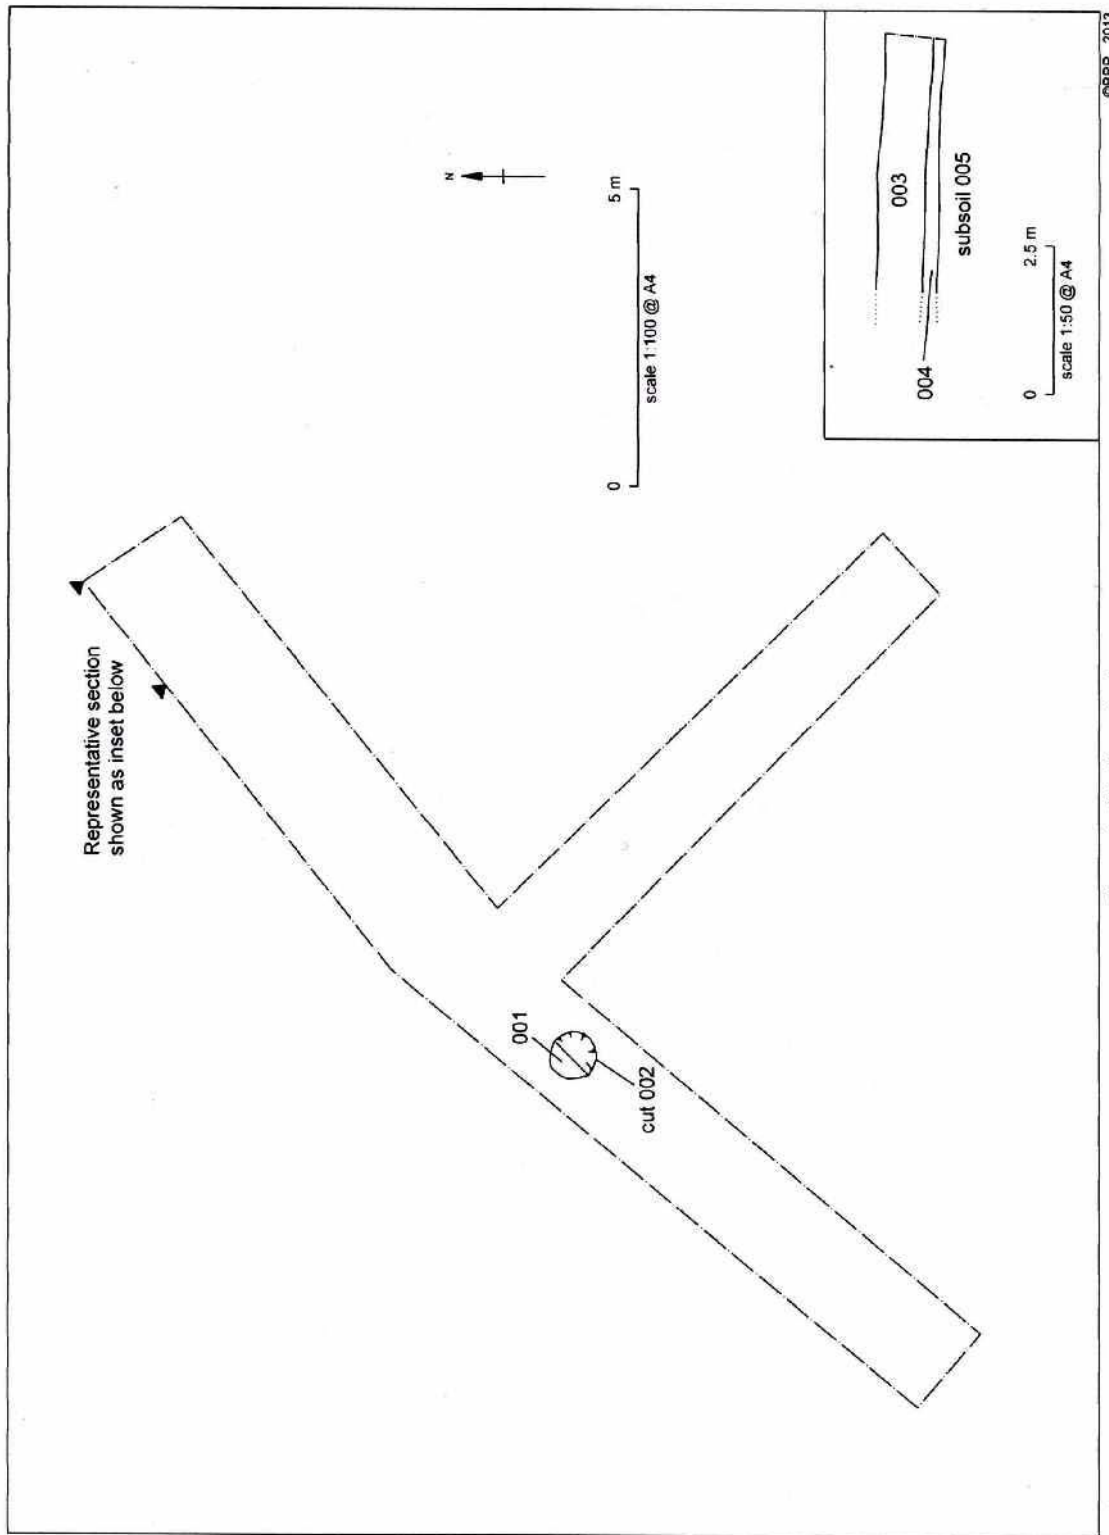 Representative section
shown as inset below
N
001
cut 002
0
5 m
scale 1:100 @ A4
003
004
subsoil 005
0
2.5 m
scale 1:50 @ A4
2013